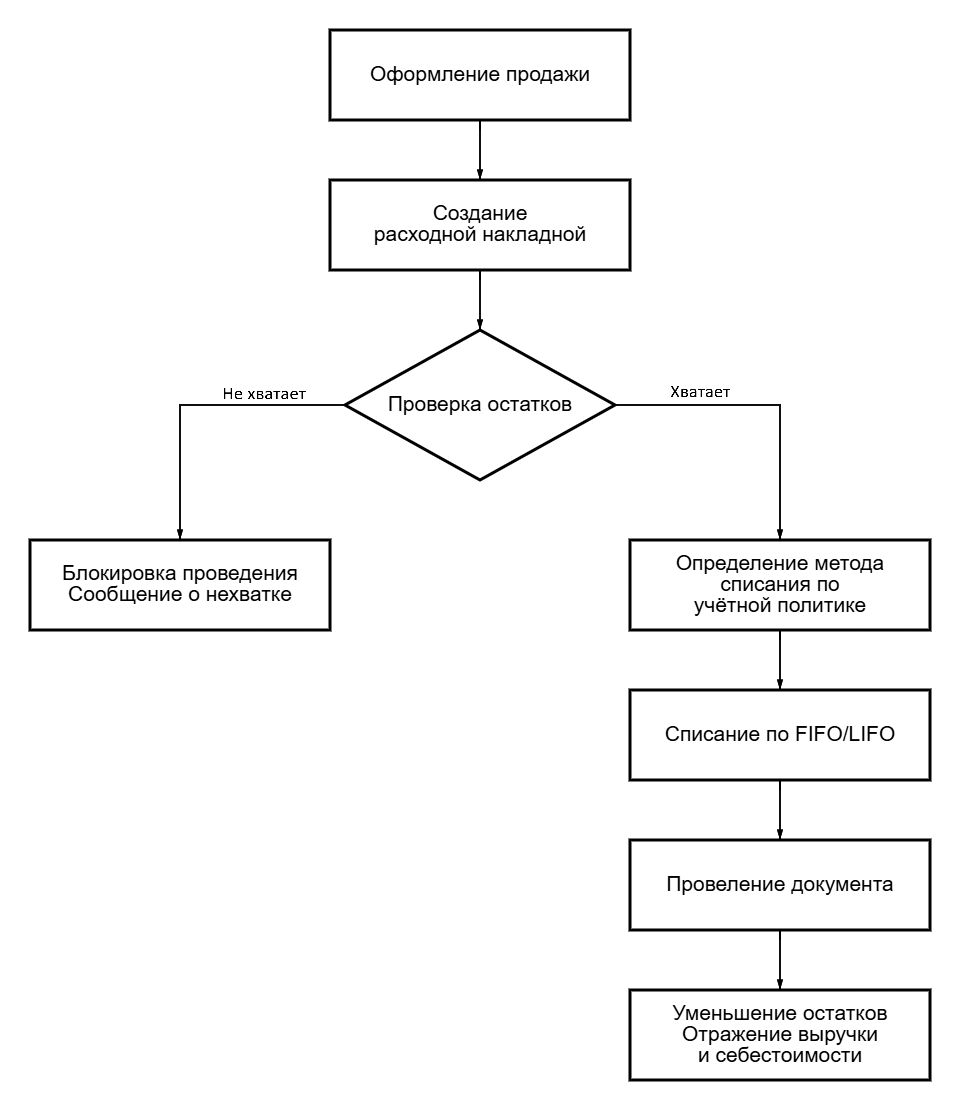 Оформление продажи
Создание
расходной накладной
Проверка остатков
Не хватает
Хватает
Блокировка проведения
Сообщение о нехватке
Определение метода
списания по
учётной политике
Списание по FIFO/LIFO
Провеление документа
Уменьшение остатков
Отражение выручки
и себестоимости